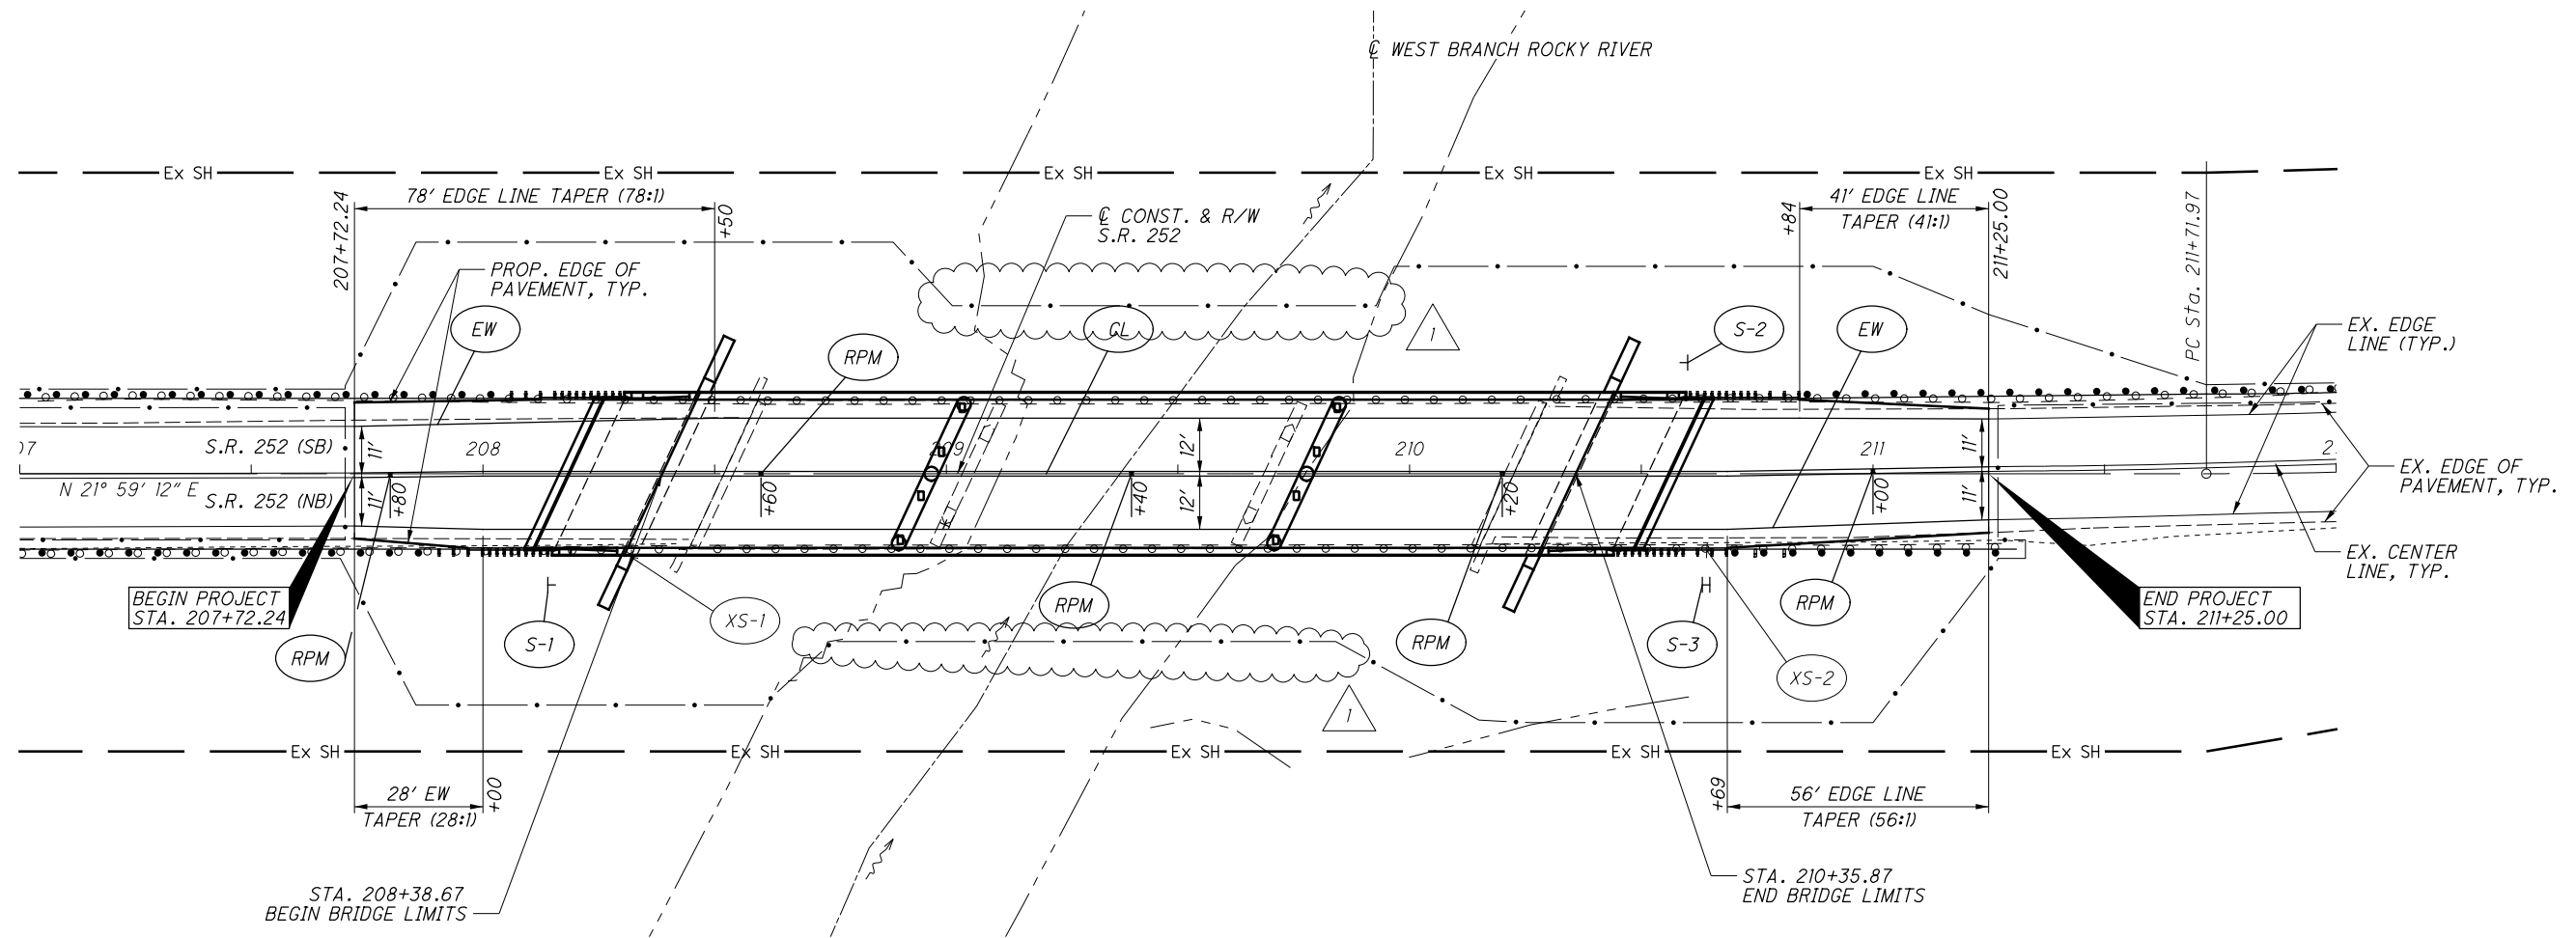 ℄ WEST BRANCH ROCKY RIVER
Ex SH
Ex SH
Ex SH
Ex SH
Ex SH
78' EDGE LINE TAPER (78:1)
207+72.24
+50
℄ CONST. & R/W
S.R. 252
+84
41' EDGE LINE
TAPER (41:1)
211+25.00
PC Sta. 211+71.97
PROP. EDGE OF
PAVEMENT, TYP.
EW
RPM
CL
1
S-2
EW
EX. EDGE
LINE (TYP.)
07
S.R. 252 (SB)
11'
208
209
12'
210
211
11'
2
N 21° 59' 12" E
S.R. 252 (NB)
11'
+80
+60
+40
12'
+20
+00
11'
EX. EDGE OF
PAVEMENT, TYP.
EX. CENTER
LINE, TYP.
BEGIN PROJECT
STA. 207+72.24
RPM
S-1
XS-1
RPM
RPM
S-3
XS-2
RPM
END PROJECT
STA. 211+25.00
1
Ex SH
Ex SH
Ex SH
Ex SH
Ex SH
28' EW
TAPER (28:1)
+00
+69
56' EDGE LINE
TAPER (56:1)
STA. 208+38.67
BEGIN BRIDGE LIMITS
STA. 210+35.87
END BRIDGE LIMITS